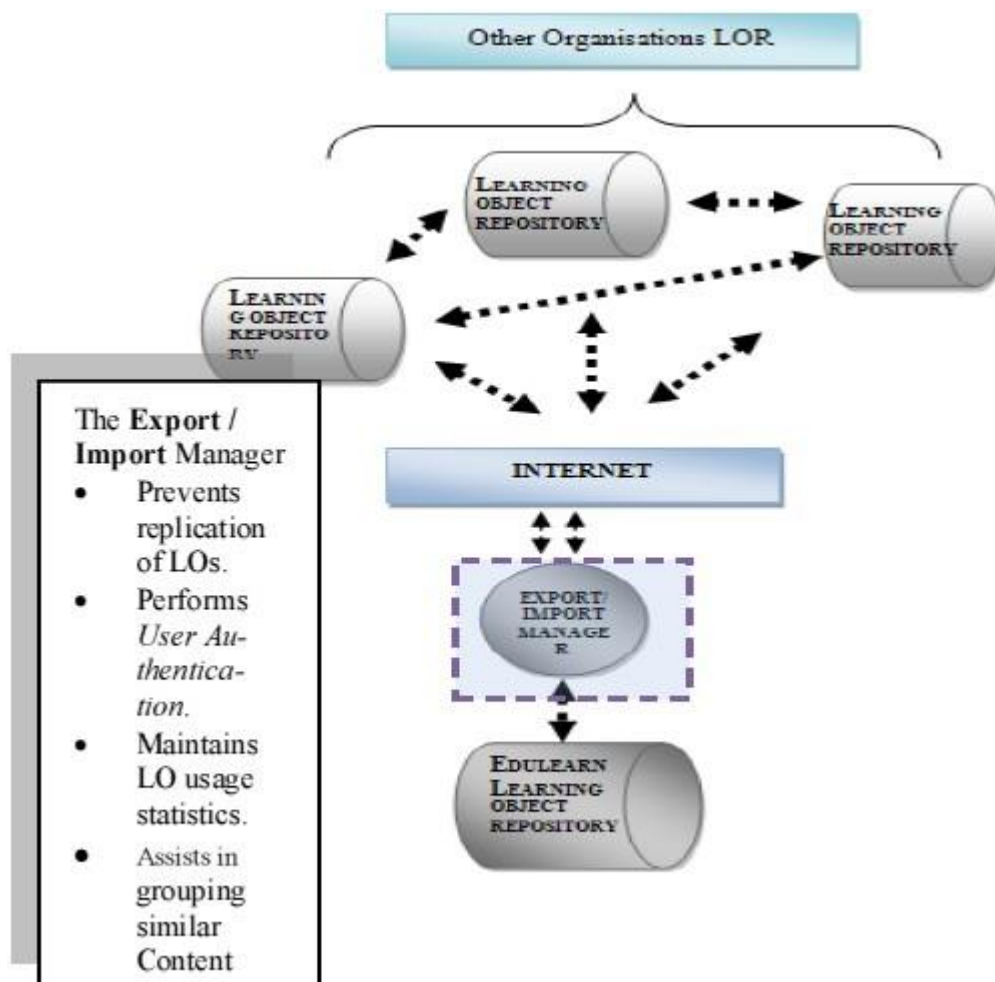 Other Organisations LOR
LEARNING
OBJECT
REPOSITORY
LEARNING
OBJECT
REPOSITORY
LEARNIN
G OBJECT
REPOSITO
RY
The Export /
Import Manager
• Prevents
replication
of LOs.
• Performs
User Au-
thentica-
tion.
• Maintains
LO usage
statistics.
• Assists in
grouping
similar
Content
INTERNET
EXPORT/
IMPORT
MANAGE
R
EDULEARN
LEARNING
OBJECT
REPOSITORY